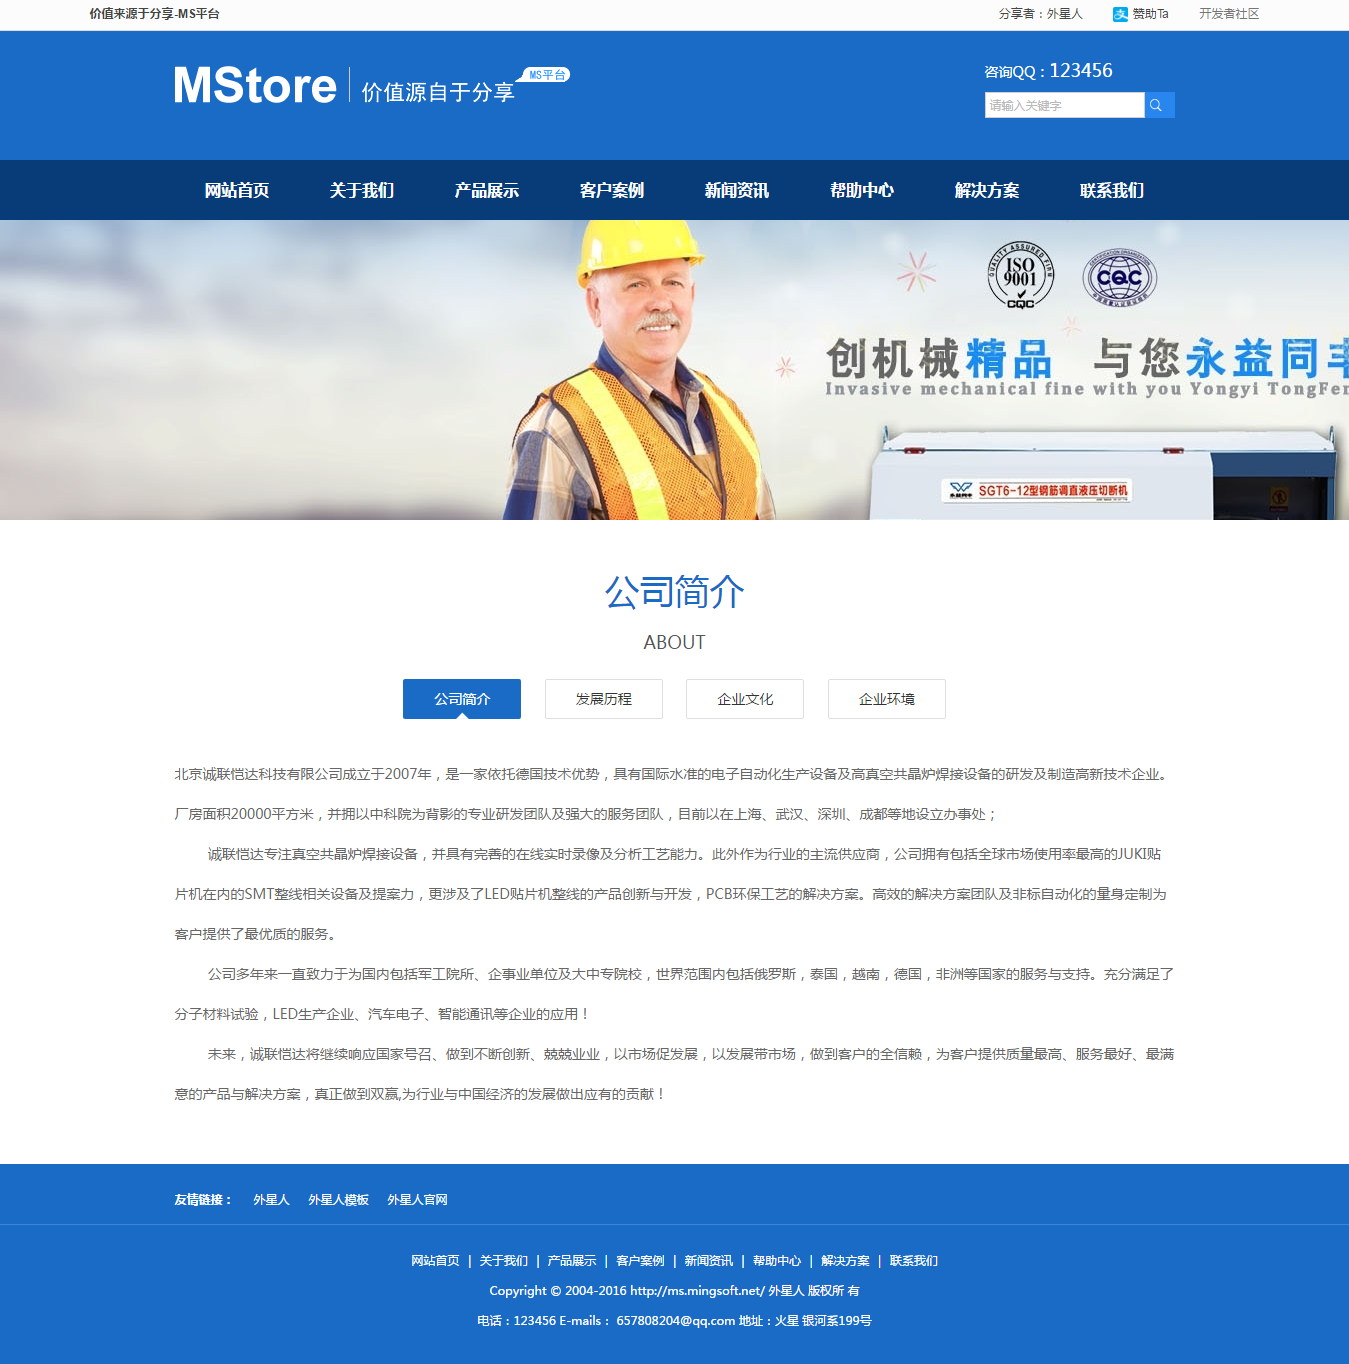 价值来源于分享-MS平台
分享者：外星人 赞助Ta 开发者社区
MStore 价值源自于分享 MS平台
咨询QQ：123456
请输入关键字
网站首页 关于我们 产品展示 客户案例 新闻资讯 帮助中心 解决方案 联系我们
QUALITY ASSURED FIRM
ISO
9001
CQC
CQC
创机械精品 与您永益同丰
Invasive mechanical fine with you Yongyi TongFen
SGT6-12型钢筋调直液压切断机
公司简介
ABOUT
公司简介 发展历程 企业文化 企业环境
北京诚联恺达科技有限公司成立于2007年，是一家依托德国技术优势，具有国际水准的电子自动化生产设备及高真空共晶炉焊接设备的研发及制造高新技术企业。
厂房面积20000平方米，并拥以中科院为背影的专业研发团队及强大的服务团队，目前以在上海、武汉、深圳、成都等地设立办事处；
诚联恺达专注真空共晶炉焊接设备，并具有完善的在线实时录像及分析工艺能力。此外作为行业的主流供应商，公司拥有包括全球市场使用率最高的JUKI贴
片机在内的SMT整线相关设备及提案力，更涉及了LED贴片机整线的产品创新与开发，PCB环保工艺的解决方案。高效的解决方案团队及非标自动化的量身定制为
客户提供了最优质的服务。
公司多年来一直致力于为国内包括军工院所、企事业单位及大中专院校，世界范围内包括俄罗斯，泰国，越南，德国，非洲等国家的服务与支持。充分满足了
分子材料试验，LED生产企业、汽车电子、智能通讯等企业的应用！
未来，诚联恺达将继续响应国家号召、做到不断创新、兢兢业业，以市场促发展，以发展带市场，做到客户的全信赖，为客户提供质量最高、服务最好、最满
意的产品与解决方案，真正做到双赢,为行业与中国经济的发展做出应有的贡献！
友情链接： 外星人 外星人模板 外星人官网
网站首页 | 关于我们 | 产品展示 | 客户案例 | 新闻资讯 | 帮助中心 | 解决方案 | 联系我们
Copyright © 2004-2016 http://ms.mingsoft.net/ 外星人 版权所 有
电话：123456 E-mails： 657808204@qq.com 地址：火星 银河系199号